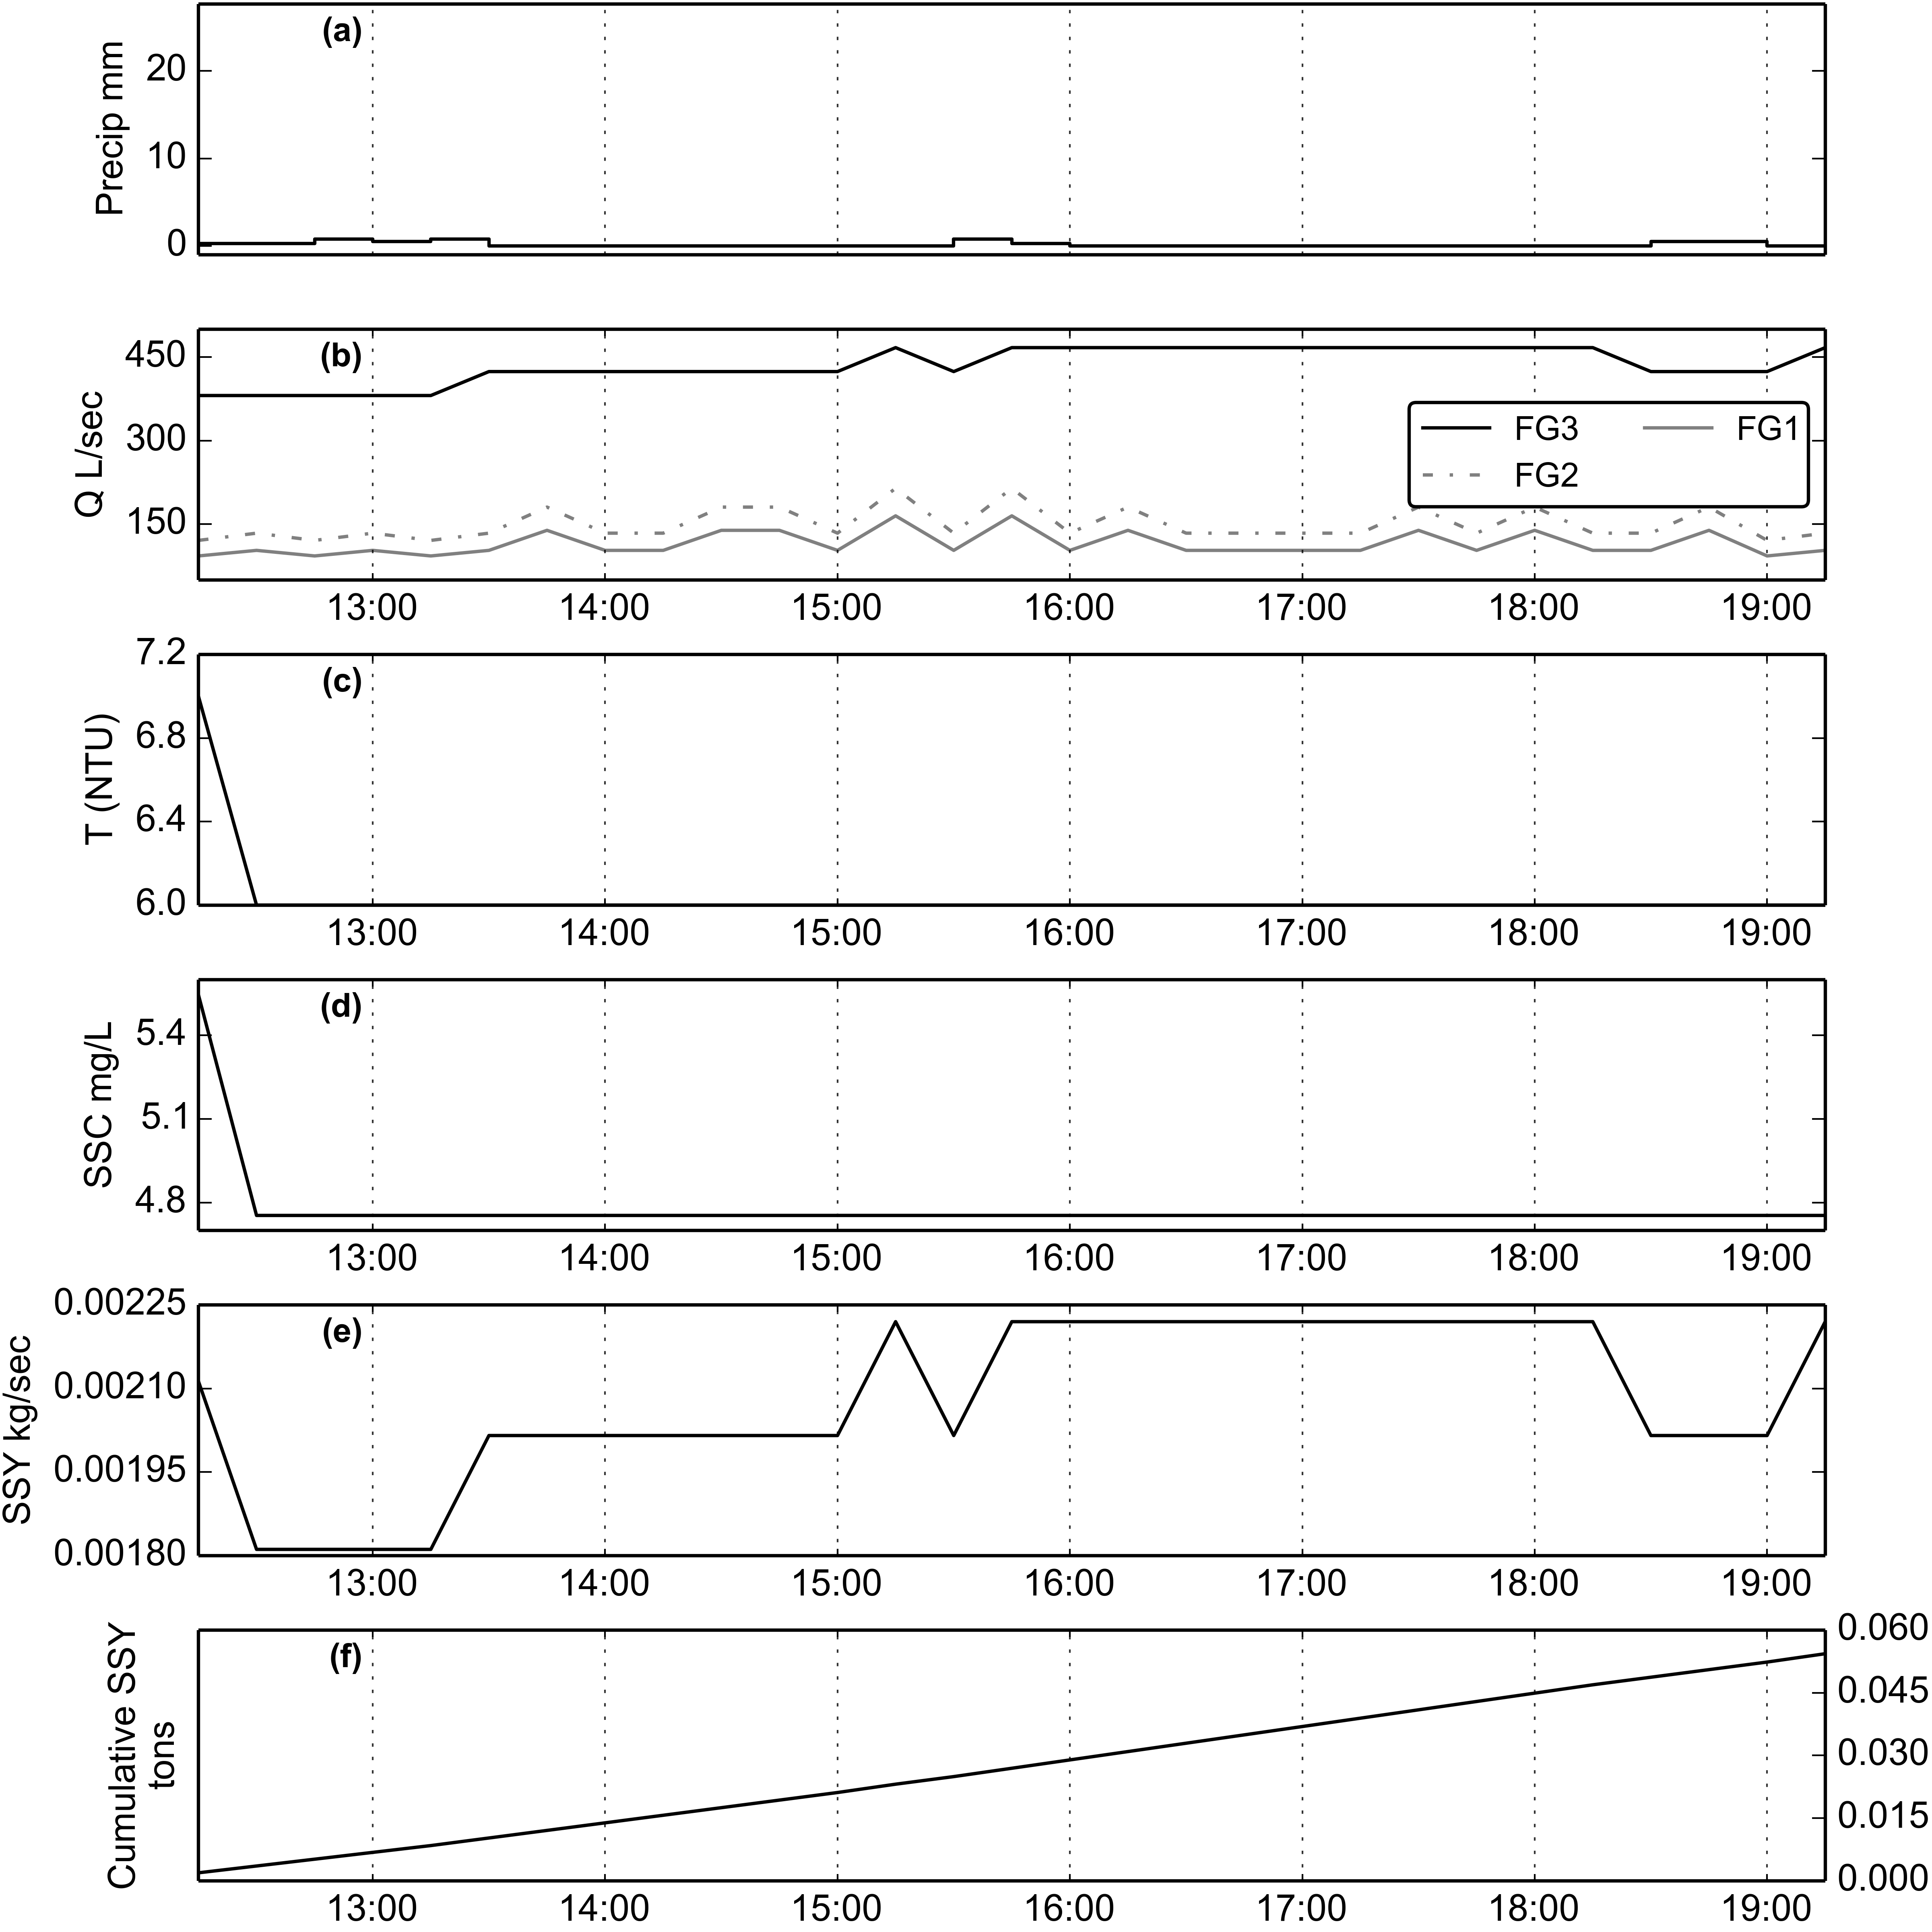 (a)
Precip mm
20
10
0
(b)
Q L/sec
450
300
150
FG3 FG1
FG2
13:00 14:00 15:00 16:00 17:00 18:00 19:00
(c)
T (NTU)
7.2
6.8
6.4
6.0
13:00 14:00 15:00 16:00 17:00 18:00 19:00
(d)
SSC mg/L
5.4
5.1
4.8
13:00 14:00 15:00 16:00 17:00 18:00 19:00
(e)
SSY kg/sec
0.00225
0.00210
0.00195
0.00180
13:00 14:00 15:00 16:00 17:00 18:00 19:00
(f)
Cumulative SSY
tons
0.060
0.045
0.030
0.015
0.000
13:00 14:00 15:00 16:00 17:00 18:00 19:00